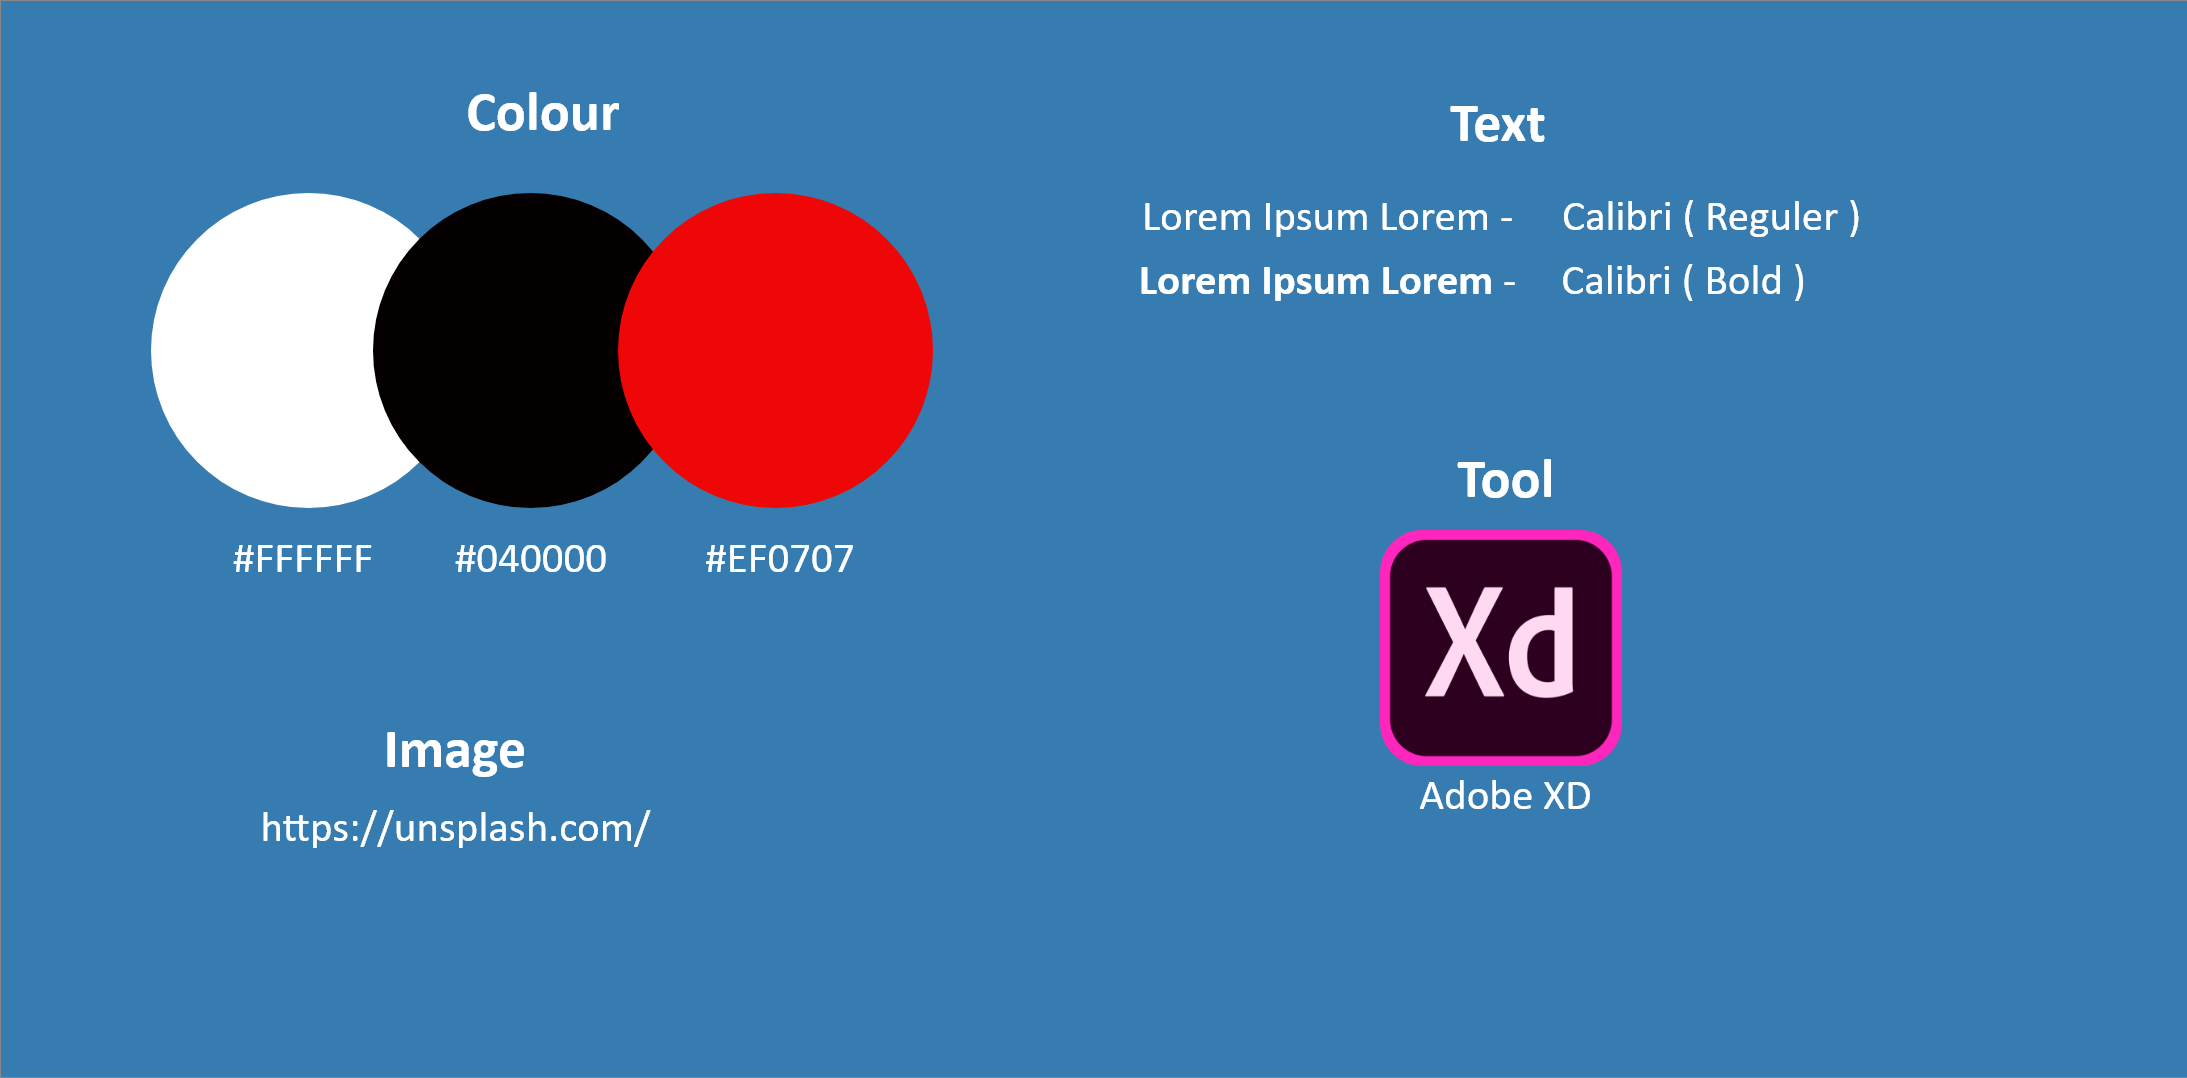 Colour
#FFFFFF #040000 #EF0707
Image
https://unsplash.com/
Text
Lorem Ipsum Lorem - Calibri ( Reguler )
Lorem Ipsum Lorem - Calibri ( Bold )
Tool
Xd
Adobe XD